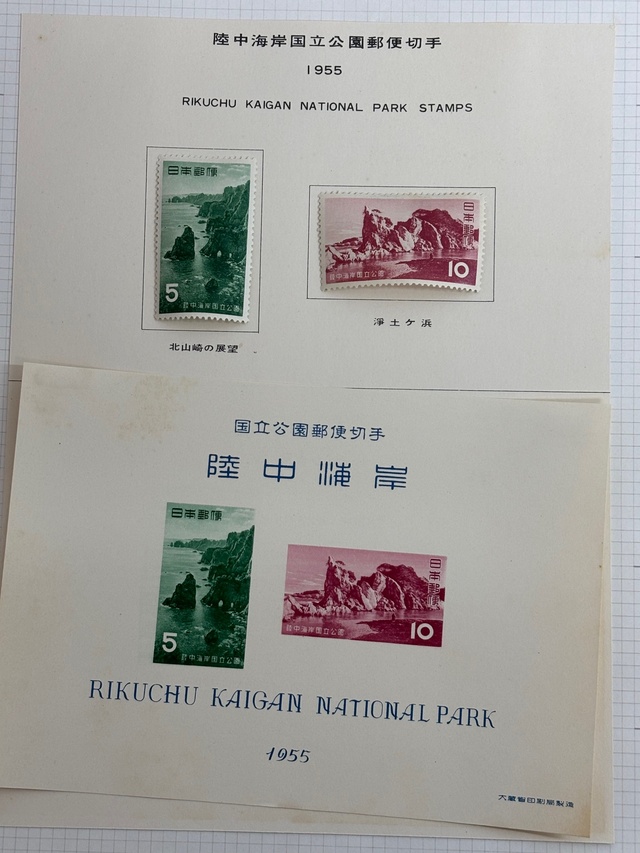 陸中海岸国立公園郵便切手
1955
RIKUCHU KAIGAN NATIONAL PARK STAMPS
日本郵便
5
陸中海岸国立公園
北山崎の展望
日本郵便
10
陸中海岸国立公園
浄土ケ浜
国立公園郵便切手
陸中海岸
日本郵便
5
陸中海岸国立公園
日本郵便
10
陸中海岸国立公園
RIKUCHU KAIGAN NATIONAL PARK
1955
大蔵省印刷局製造